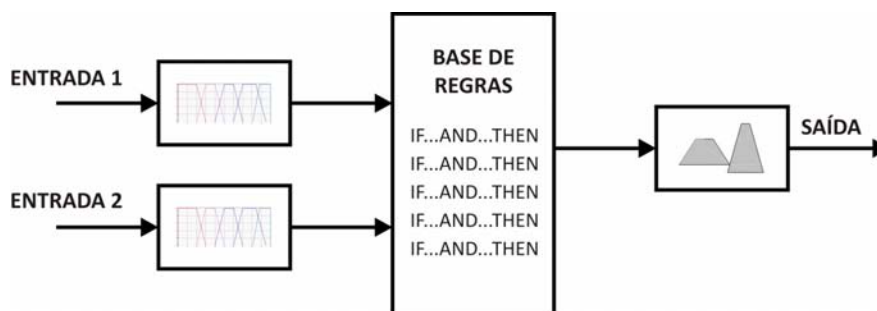 ENTRADA 1
ENTRADA 2
BASE DE
REGRAS
IF...AND...THEN
IF...AND...THEN
IF...AND...THEN
IF...AND...THEN
IF...AND...THEN
SAÍDA